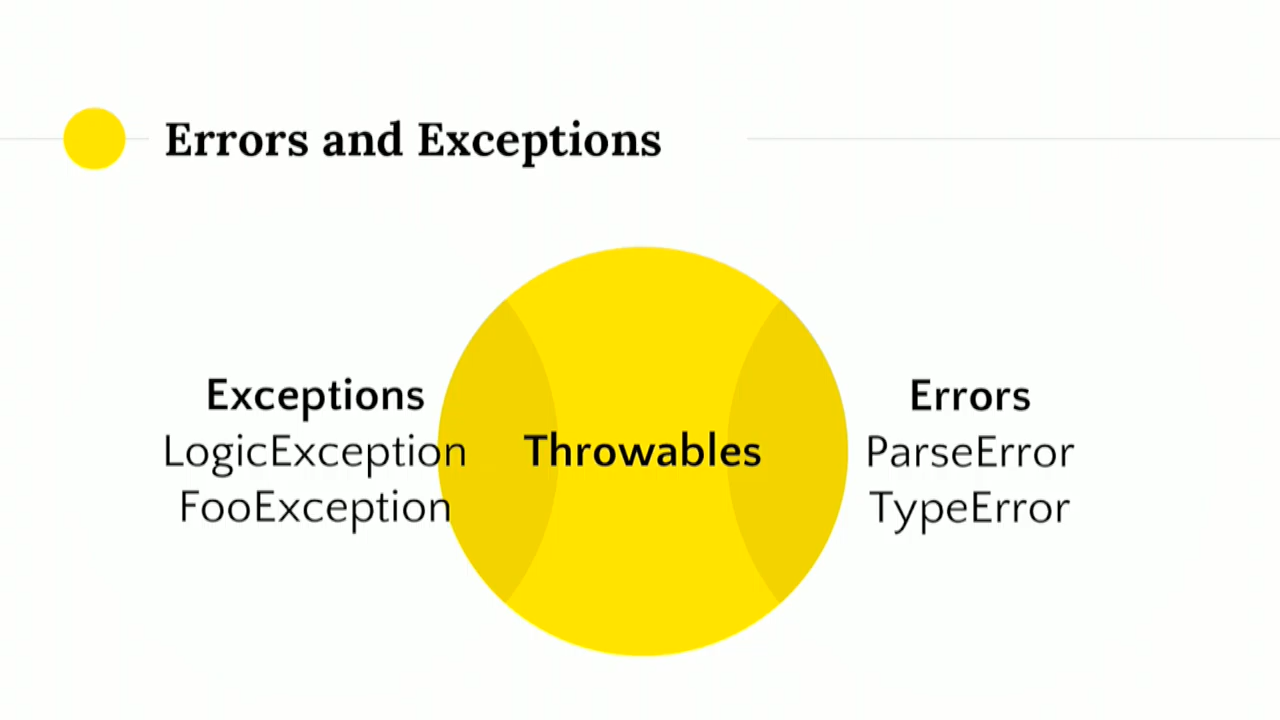 Errors and Exceptions
Exceptions
LogicException
FooException
Throwables
Errors
ParseError
TypeError